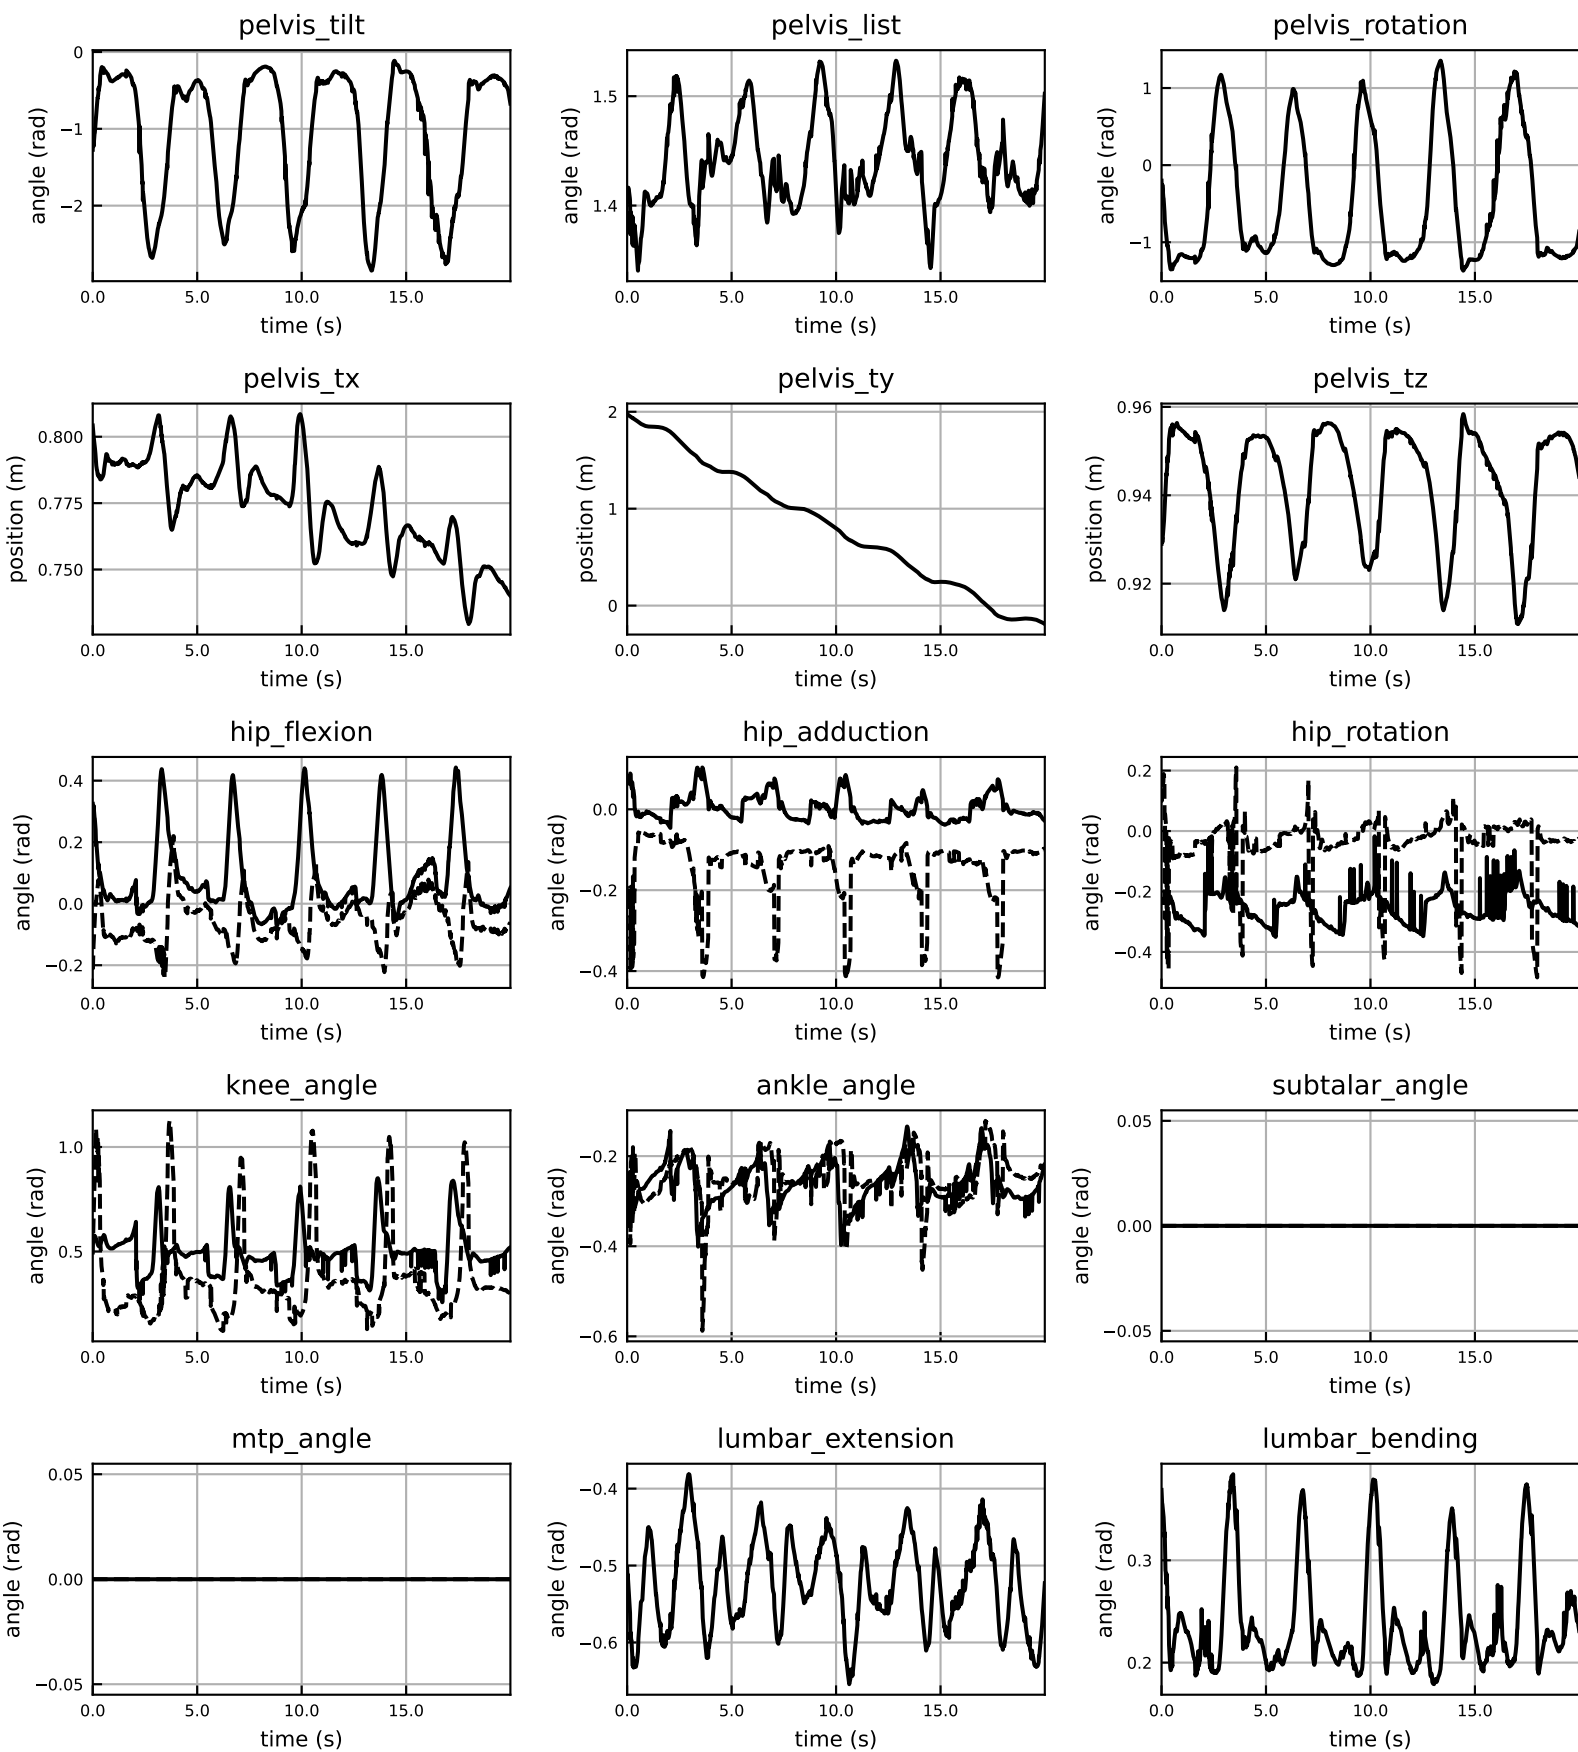 pelvis_tilt
pelvis_list
pelvis_rotation
0
−1
−2
angle (rad)
0.0 5.0 10.0 15.0
time (s)
1.5
1.4
angle (rad)
0.0 5.0 10.0 15.0
time (s)
1
0
−1
angle (rad)
0.0 5.0 10.0 15.0
time (s)
pelvis_tx
pelvis_ty
pelvis_tz
0.800
0.775
0.750
position (m)
0.0 5.0 10.0 15.0
time (s)
2
1
0
position (m)
0.0 5.0 10.0 15.0
time (s)
0.96
0.94
0.92
position (m)
0.0 5.0 10.0 15.0
time (s)
hip_flexion
hip_adduction
hip_rotation
0.4
0.2
0.0
−0.2
angle (rad)
0.0 5.0 10.0 15.0
time (s)
0.0
−0.2
−0.4
angle (rad)
0.0 5.0 10.0 15.0
time (s)
0.2
0.0
−0.2
−0.4
angle (rad)
0.0 5.0 10.0 15.0
time (s)
knee_angle
ankle_angle
subtalar_angle
1.0
0.5
angle (rad)
0.0 5.0 10.0 15.0
time (s)
−0.2
−0.4
−0.6
angle (rad)
0.0 5.0 10.0 15.0
time (s)
0.05
0.00
−0.05
angle (rad)
0.0 5.0 10.0 15.0
time (s)
mtp_angle
lumbar_extension
lumbar_bending
0.05
0.00
−0.05
angle (rad)
0.0 5.0 10.0 15.0
time (s)
−0.4
−0.5
−0.6
angle (rad)
0.0 5.0 10.0 15.0
time (s)
0.3
0.2
angle (rad)
0.0 5.0 10.0 15.0
time (s)